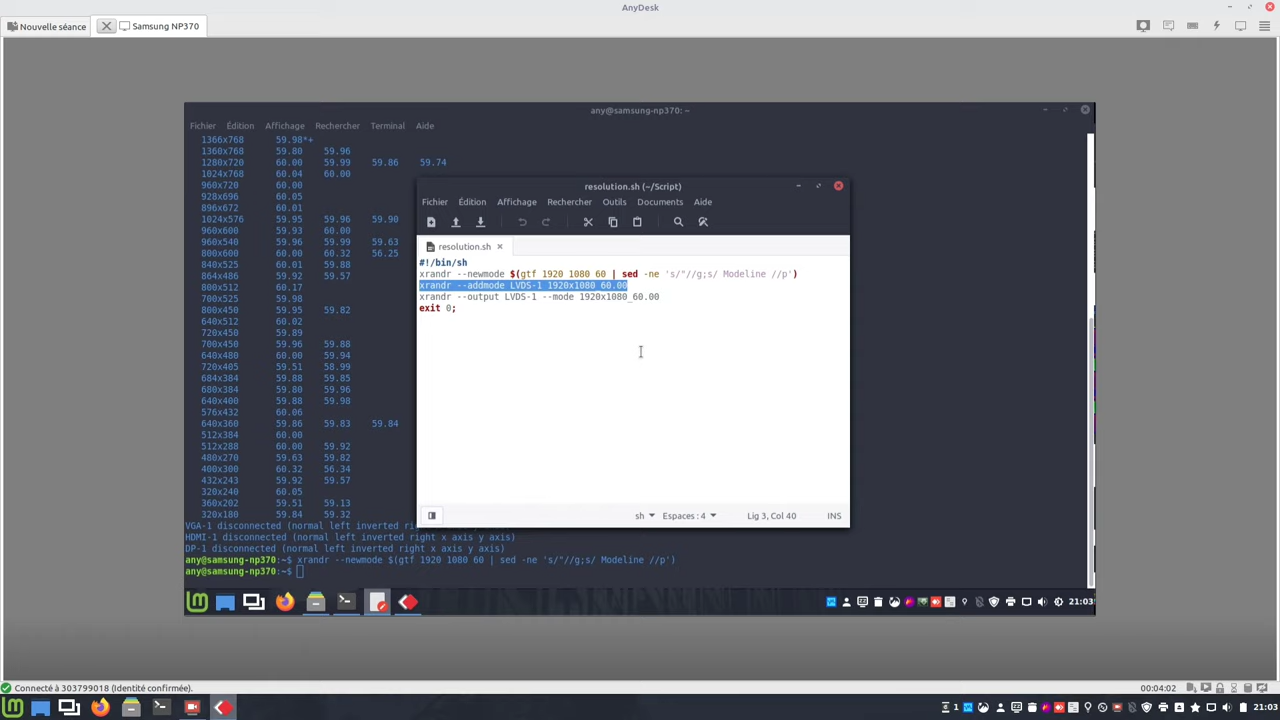 AnyDesk
Nouvelle séance
Samsung NP370
any@samsung-np370: ~
Fichier Édition Affichage Rechercher Terminal Aide
1366x768 59.98*+
1360x768 59.80 59.96
1280x720 60.00 59.99 59.86 59.74
1024x768 60.04 60.00
960x720 60.00
928x696 60.05
896x672 60.01
1024x576 59.95 59.96 59.90
960x600 59.93 60.00
960x540 59.96 59.99 59.63
800x600 60.00 60.32 56.25
840x525 60.01 59.88
864x486 59.92 59.57
800x512 60.17
700x525 59.98
800x450 59.95 59.82
640x512 60.02
720x450 59.89
700x450 59.96 59.88
640x480 60.00 59.94
720x405 59.51 58.99
684x384 59.88 59.85
680x384 59.80 59.96
640x400 59.88 59.98
576x432 60.06
640x360 59.86 59.83 59.84
512x384 60.00
512x288 60.00 59.92
480x270 59.63 59.82
400x300 60.32 56.34
432x243 59.92 59.57
320x240 60.05
360x202 59.51 59.13
320x180 59.84 59.32
VGA-1 disconnected (normal left inverted right x axis y axis)
HDMI-1 disconnected (normal left inverted right x axis y axis)
DP-1 disconnected (normal left inverted right x axis y axis)
any@samsung-np370:~$ xrandr --newmode $(gtf 1920 1080 60 | sed -ne 's/"//g;s/ Modeline //p')
any@samsung-np370:~$
resolution.sh (~/Script)
Fichier Édition Affichage Rechercher Outils Documents Aide
resolution.sh
#!/bin/sh
xrandr --newmode $(gtf 1920 1080 60 | sed -ne 's/"//g;s/ Modeline //p')
xrandr --addmode LVDS-1 1920x1080_60.00
xrandr --output LVDS-1 --mode 1920x1080_60.00
exit 0;
sh Espaces : 4 Lig 3, Col 40 INS
21:03
Connecté à 303799018 (Identité confirmée).
00:04:02
1
21:03